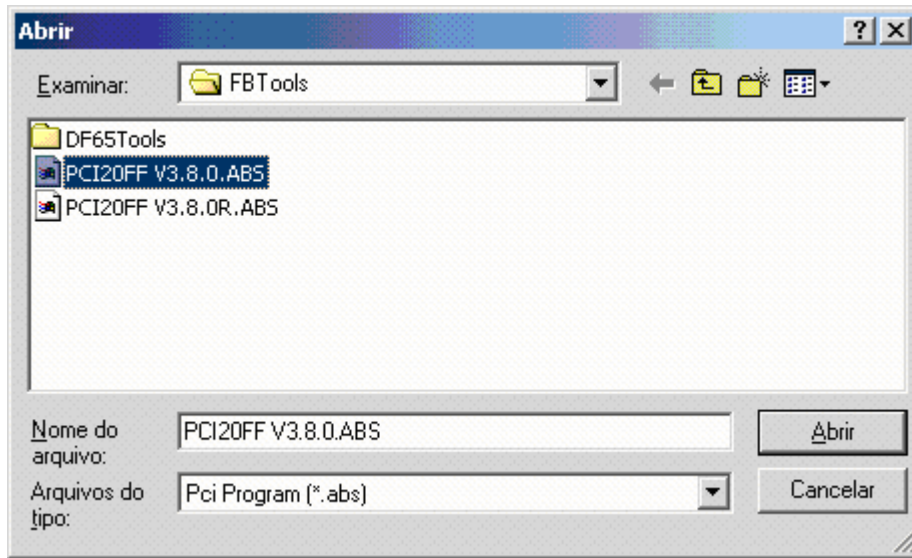 Abrir
Examinar:
FBTools
DF65Tools
PCI20FF V3.8.0.ABS
PCI20FF V3.8.0R.ABS
Nome do
arquivo:
PCI20FF V3.8.0.ABS
Abrir
Arquivos do
tipo:
Pci Program (*.abs)
Cancelar